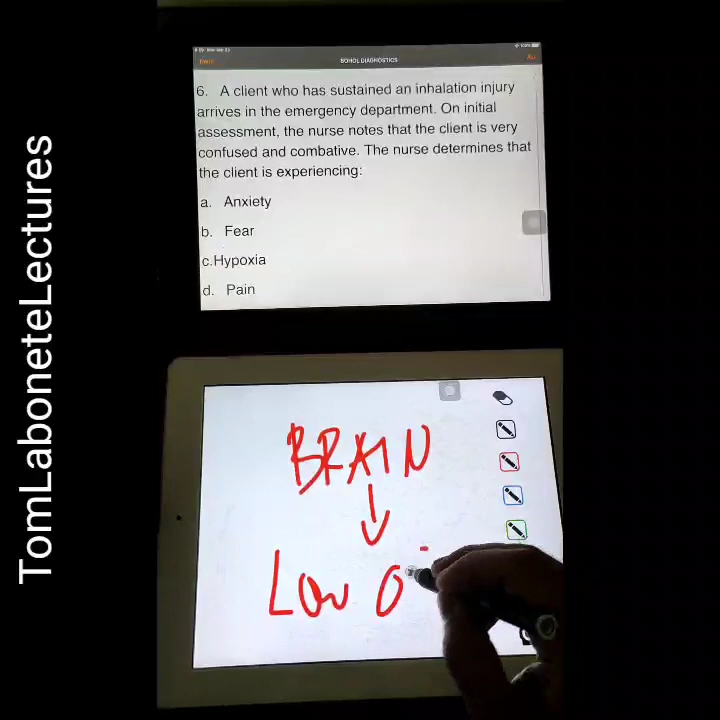 BOHOL DIAGNOSTICS
6. A client who has sustained an inhalation injury
arrives in the emergency department. On initial
assessment, the nurse notes that the client is very
confused and combative. The nurse determines that
the client is experiencing:
a. Anxiety
b. Fear
c.Hypoxia
d. Pain
TomLaboneteLectures
BRAIN
Low O